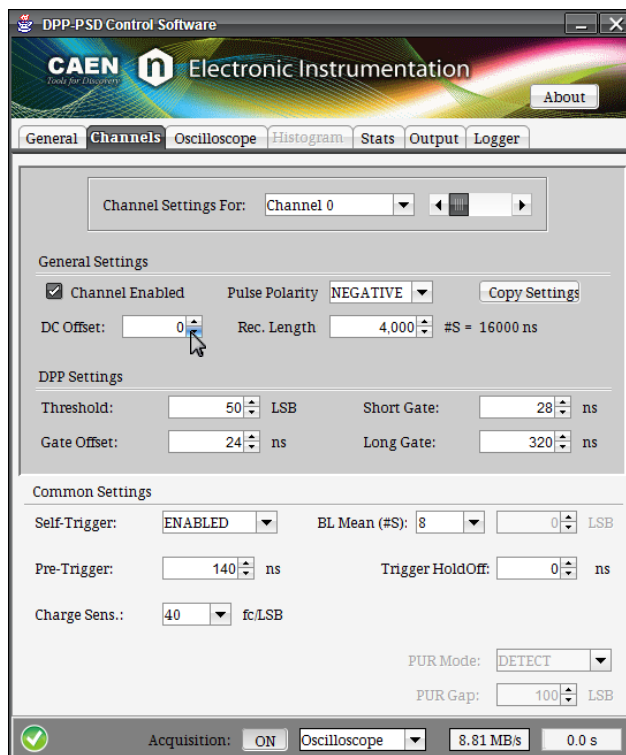 DPP-PSD Control Software
CAEN
Tools for Discovery
n Electronic Instrumentation
About
General Channels Oscilloscope Histogram Stats Output Logger
Channel Settings For: Channel 0
General Settings
Channel Enabled Pulse Polarity NEGATIVE Copy Settings
DC Offset: 0 Rec. Length 4,000 #S = 16000 ns
DPP Settings
Threshold: 50 LSB Short Gate: 28 ns
Gate Offset: 24 ns Long Gate: 320 ns
Common Settings
Self-Trigger: ENABLED BL Mean (#S): 8 0 LSB
Pre-Trigger: 140 ns Trigger HoldOff: 0 ns
Charge Sens.: 40 fc/LSB
PUR Mode: DETECT
PUR Gap: 100 LSB
Acquisition: ON Oscilloscope 8.81 MB/s 0.0 s